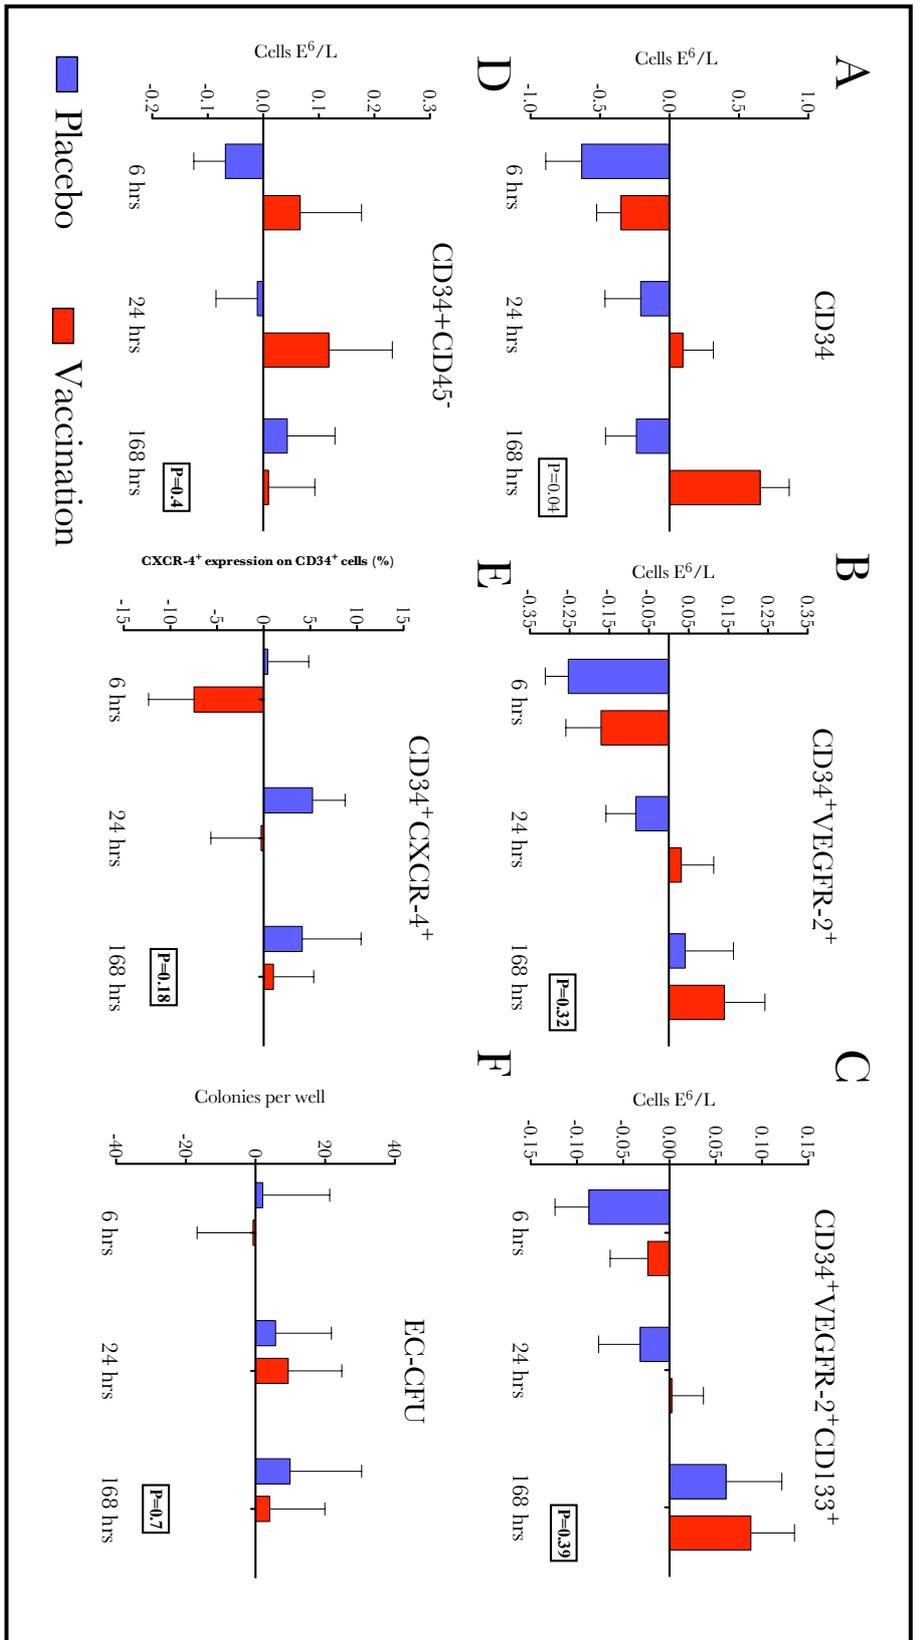 A
CD34
Cells E⁶/L
1.0
0.5
0.0
-0.5
-1.0
6 hrs
24 hrs
168 hrs
P=0.04
B
CD34⁺VEGFR-2⁺
Cells E⁶/L
0.35
0.25
0.15
0.05
-0.05
-0.15
-0.25
-0.35
6 hrs
24 hrs
168 hrs
P=0.32
C
CD34⁺VEGFR-2⁺CD133⁺
Cells E⁶/L
0.15
0.10
0.05
0.00
-0.05
-0.10
-0.15
6 hrs
24 hrs
168 hrs
P=0.39
D
CD34+CD45⁻
Cells E⁶/L
0.3
0.2
0.1
0.0
-0.1
-0.2
6 hrs
24 hrs
168 hrs
P=0.4
E
CD34⁺CXCR-4⁺
CXCR-4⁺ expression on CD34⁺ cells (%)
15
10
5
0
-5
-10
-15
6 hrs
24 hrs
168 hrs
P=0.18
F
EC-CFU
Colonies per well
40
20
0
-20
-40
6 hrs
24 hrs
168 hrs
P=0.7
Placebo
Vaccination